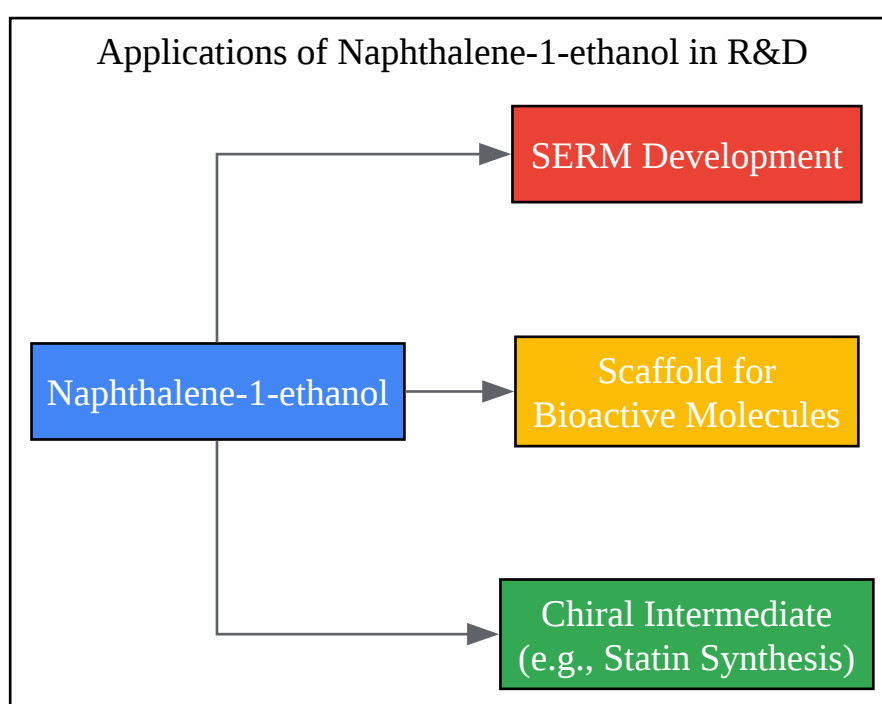 Applications of Naphthalene-1-ethanol in R&D
SERM Development
Naphthalene-1-ethanol
Scaffold for
Bioactive Molecules
Chiral Intermediate
(e.g., Statin Synthesis)